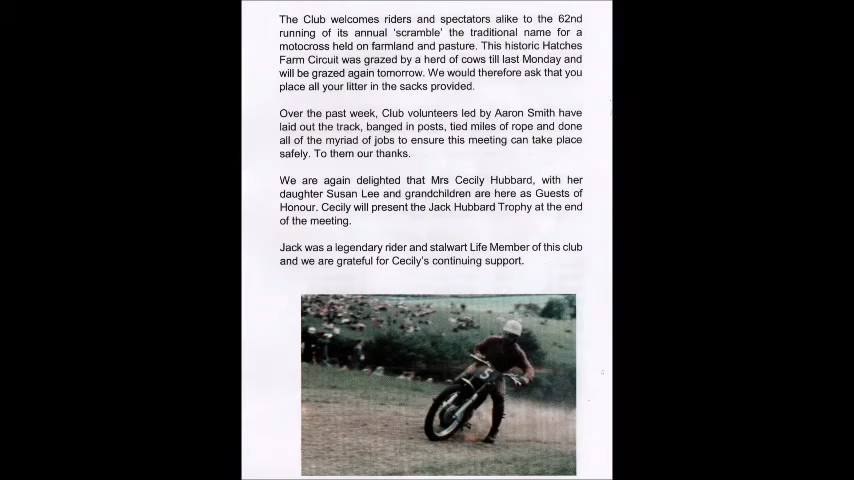 The Club welcomes riders and spectators alike to the 62nd
running of its annual ‘scramble’ the traditional name for a
motocross held on farmland and pasture. This historic Hatches
Farm Circuit was grazed by a herd of cows till last Monday and
will be grazed again tomorrow. We would therefore ask that you
place all your litter in the sacks provided.
Over the past week, Club volunteers led by Aaron Smith have
laid out the track, banged in posts, tied miles of rope and done
all of the myriad of jobs to ensure this meeting can take place
safely. To them our thanks.
We are again delighted that Mrs Cecily Hubbard, with her
daughter Susan Lee and grandchildren are here as Guests of
Honour. Cecily will present the Jack Hubbard Trophy at the end
of the meeting.
Jack was a legendary rider and stalwart Life Member of this club
and we are grateful for Cecily’s continuing support.
5